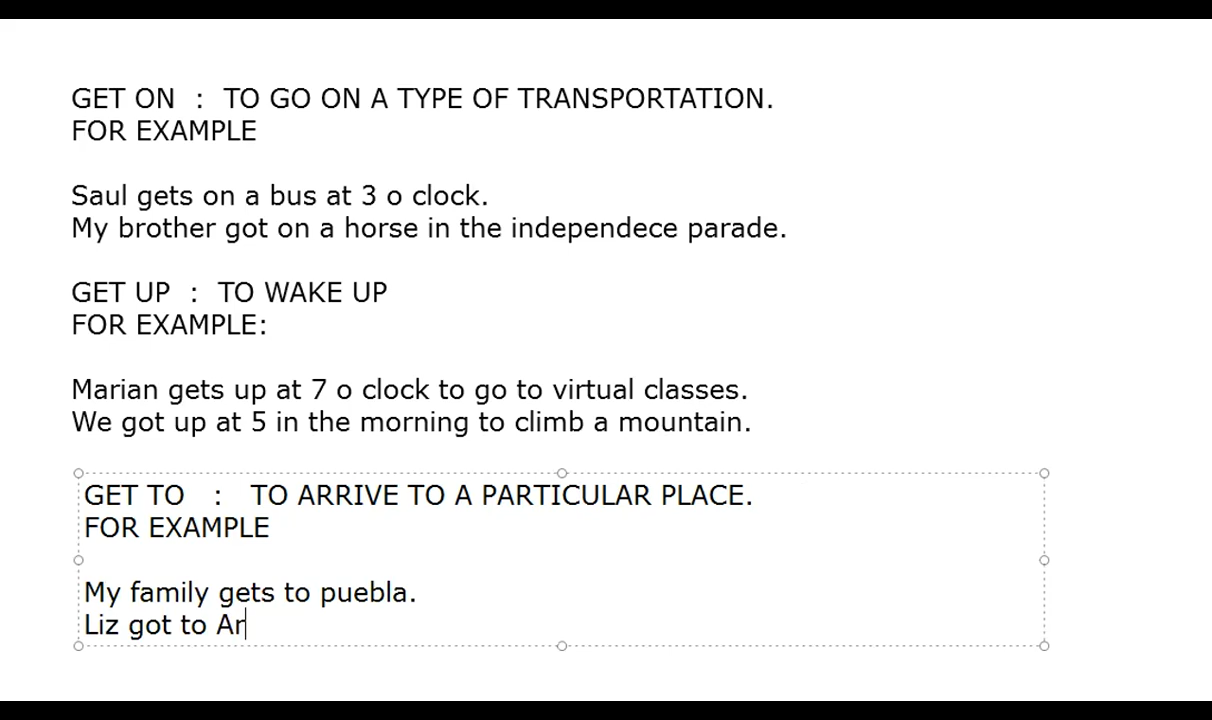 GET ON : TO GO ON A TYPE OF TRANSPORTATION.
FOR EXAMPLE
Saul gets on a bus at 3 o clock.
My brother got on a horse in the independece parade.
GET UP : TO WAKE UP
FOR EXAMPLE:
Marian gets up at 7 o clock to go to virtual classes.
We got up at 5 in the morning to climb a mountain.
GET TO : TO ARRIVE TO A PARTICULAR PLACE.
FOR EXAMPLE
My family gets to puebla.
Liz got to Ar